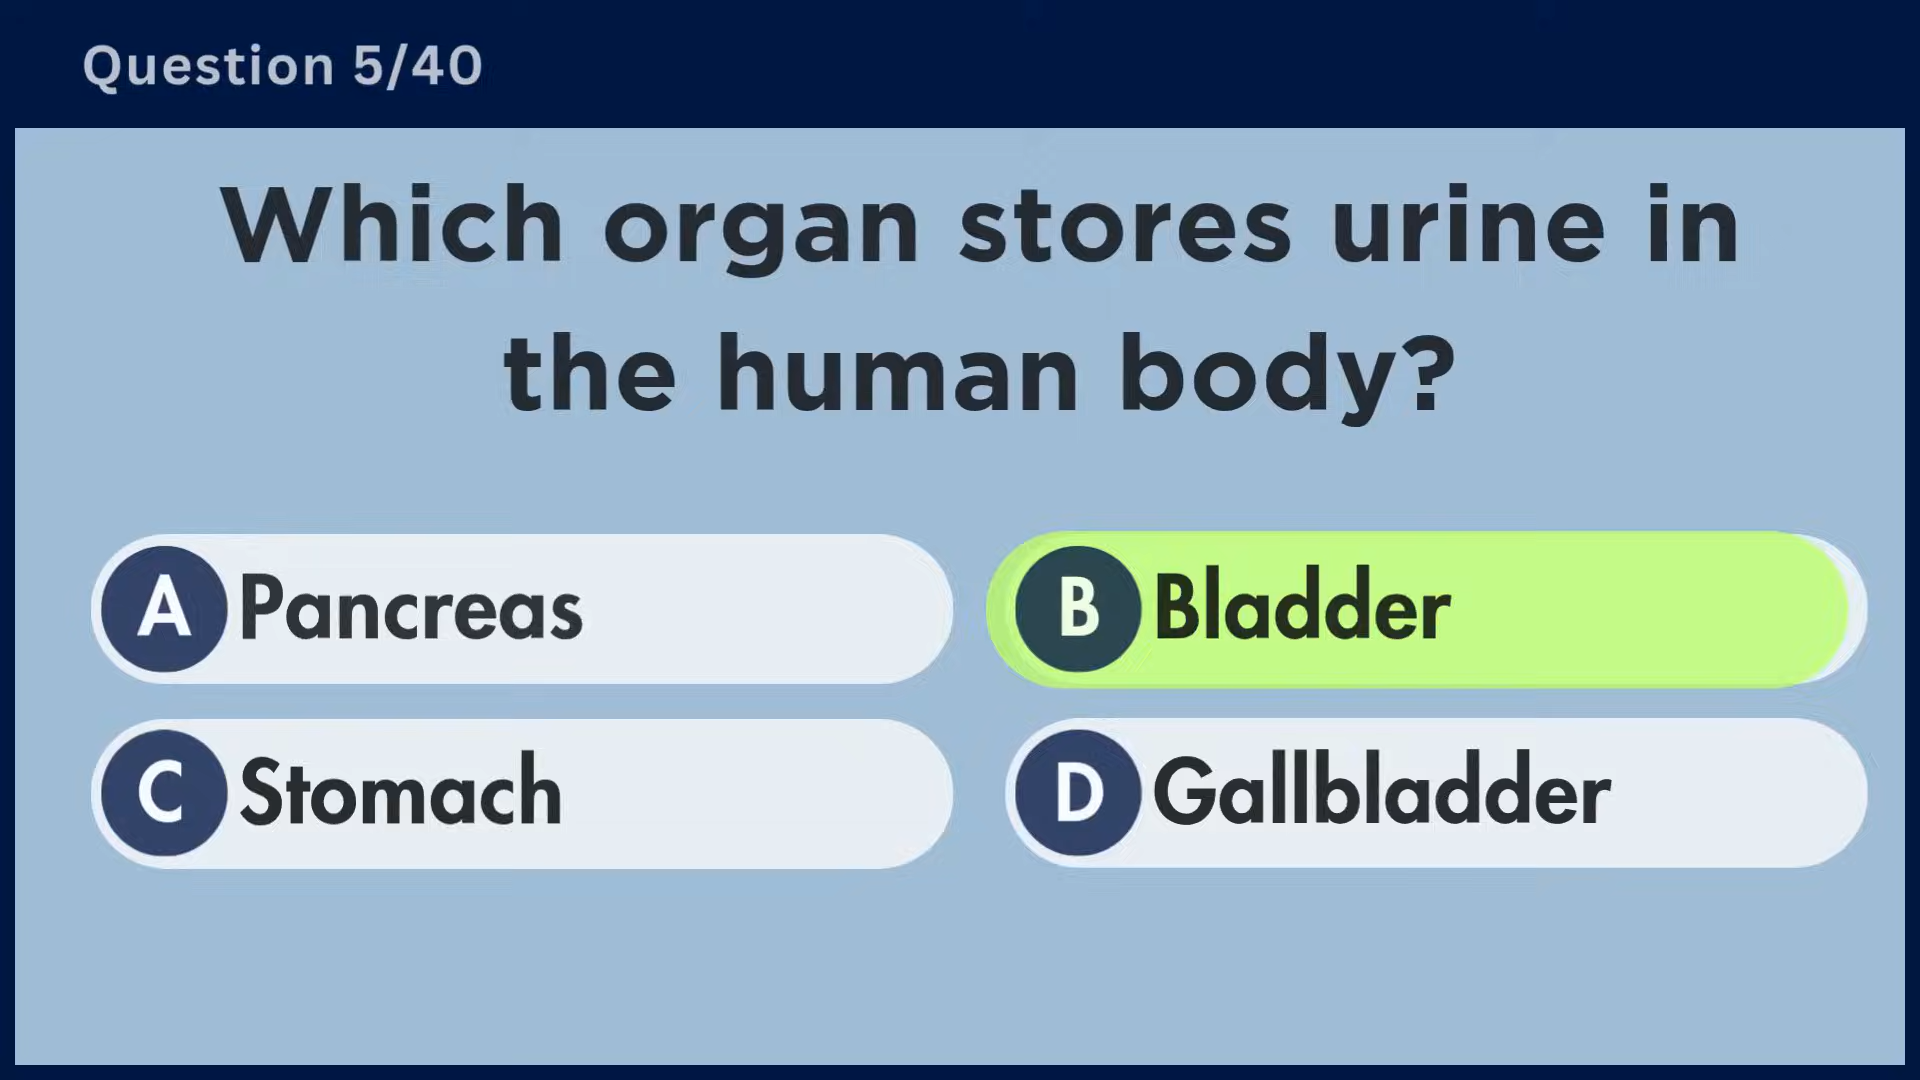 Question 5/40
Which organ stores urine in
the human body?
A Pancreas
B Bladder
C Stomach
D Gallbladder